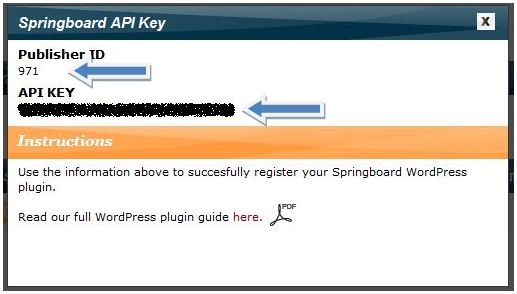 Springboard API Key
X
Publisher ID
971
API KEY
Instructions
Use the information above to succesfully register your Springboard WordPress
plugin.
Read our full WordPress plugin guide here. PDF